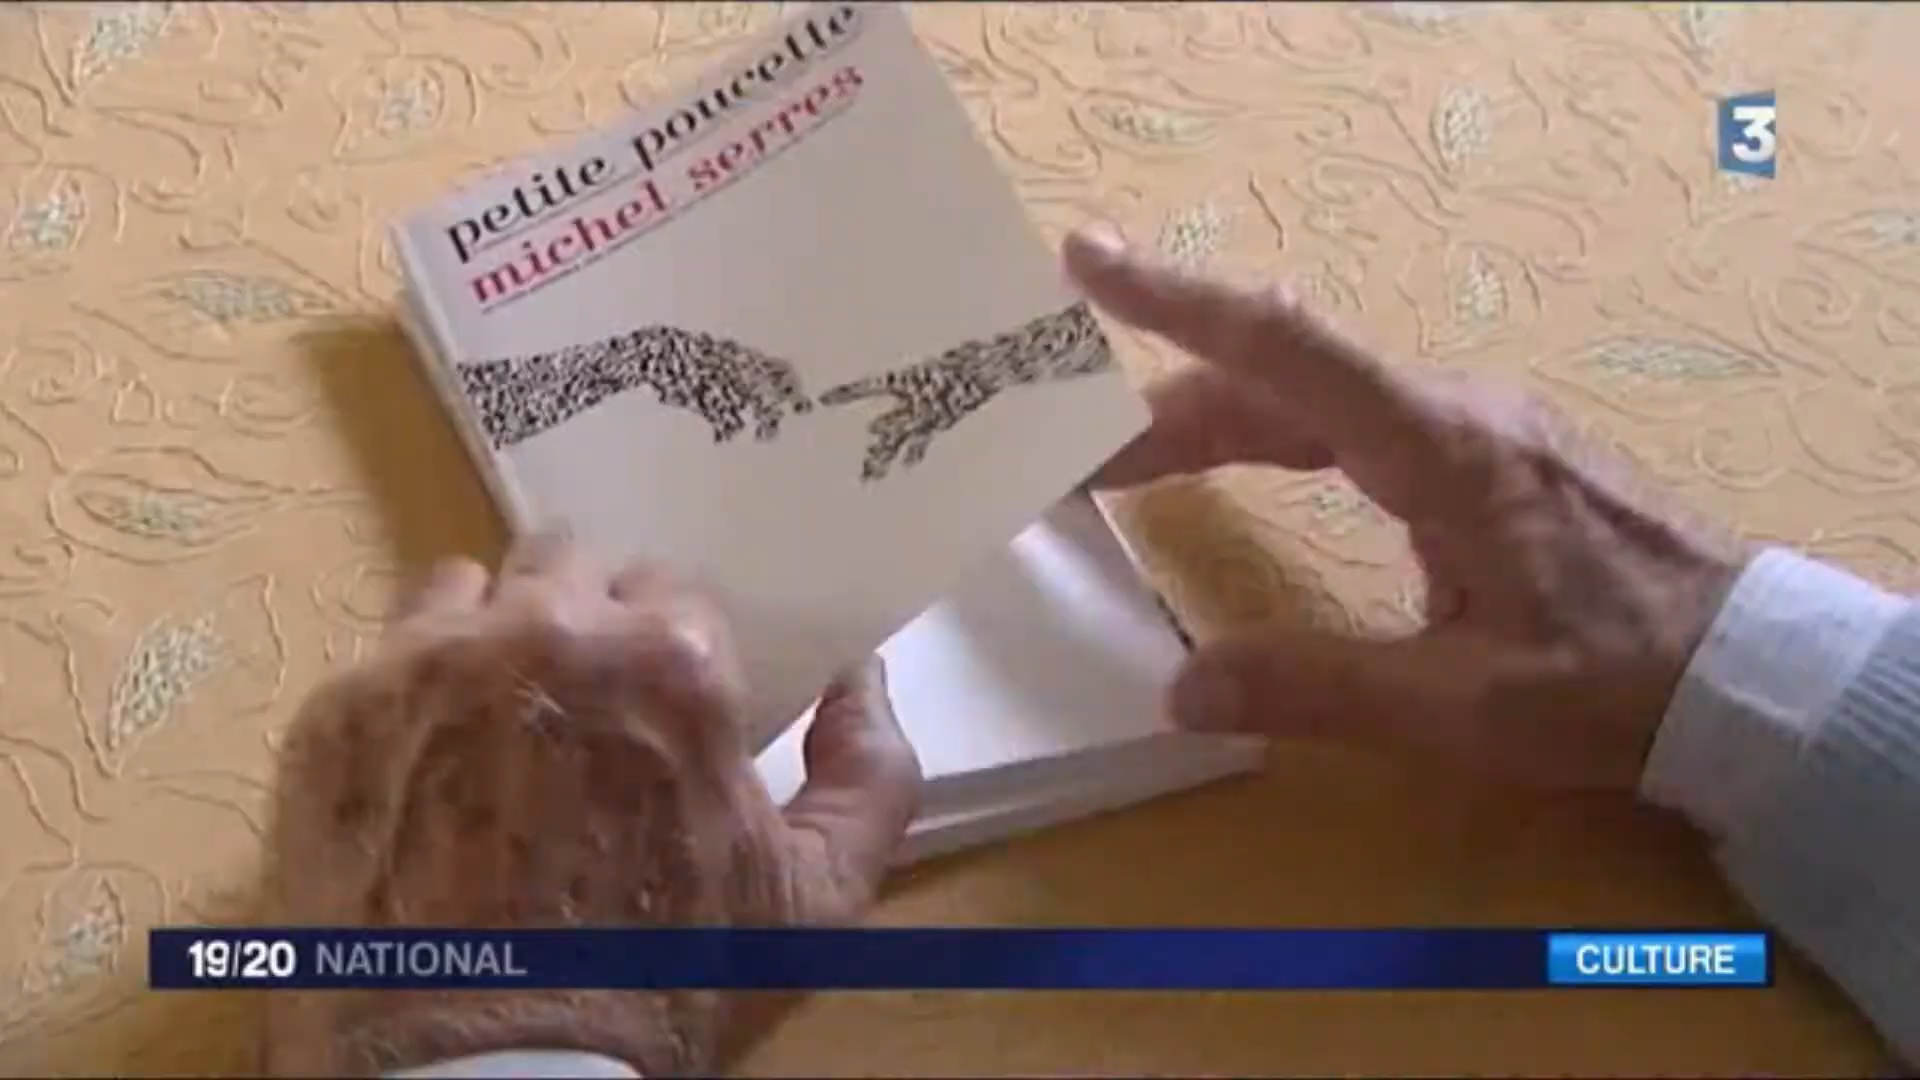 petite poucette
michel serres
3
19/20 NATIONAL
CULTURE